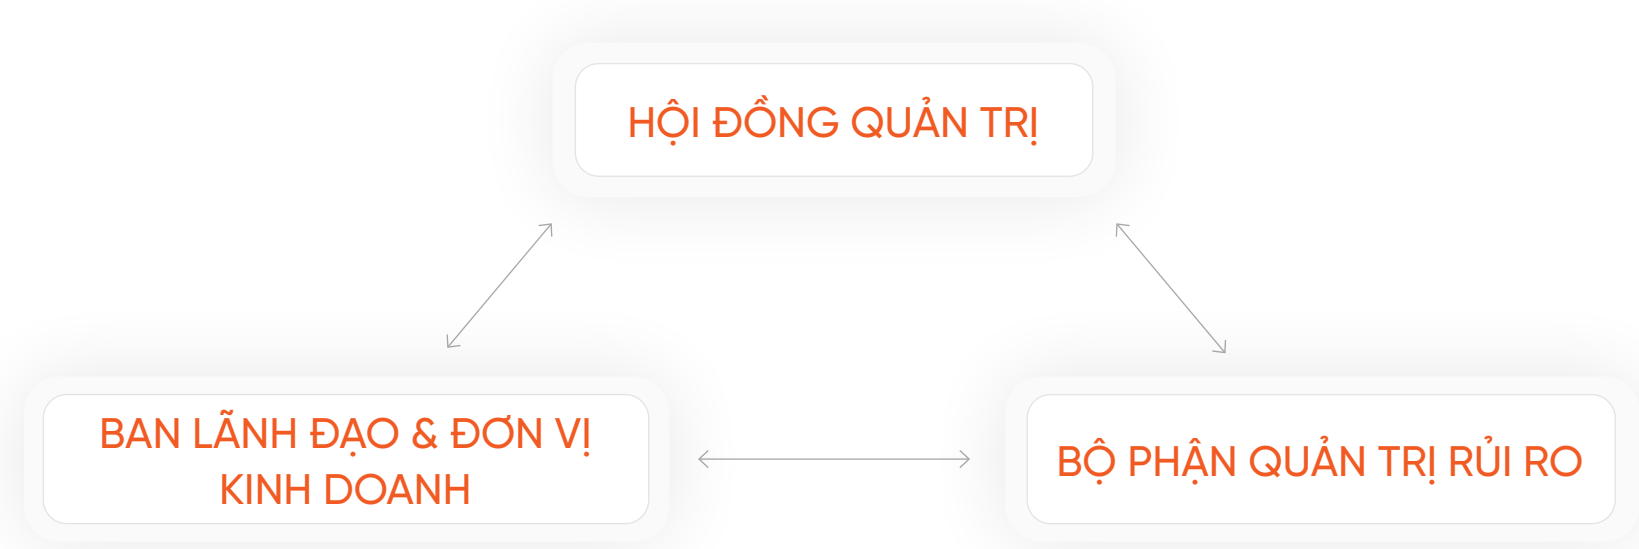 HỘI ĐỒNG QUẢN TRỊ
BAN LÃNH ĐẠO & ĐƠN VỊ
KINH DOANH
BỘ PHẬN QUẢN TRỊ RỦI RO